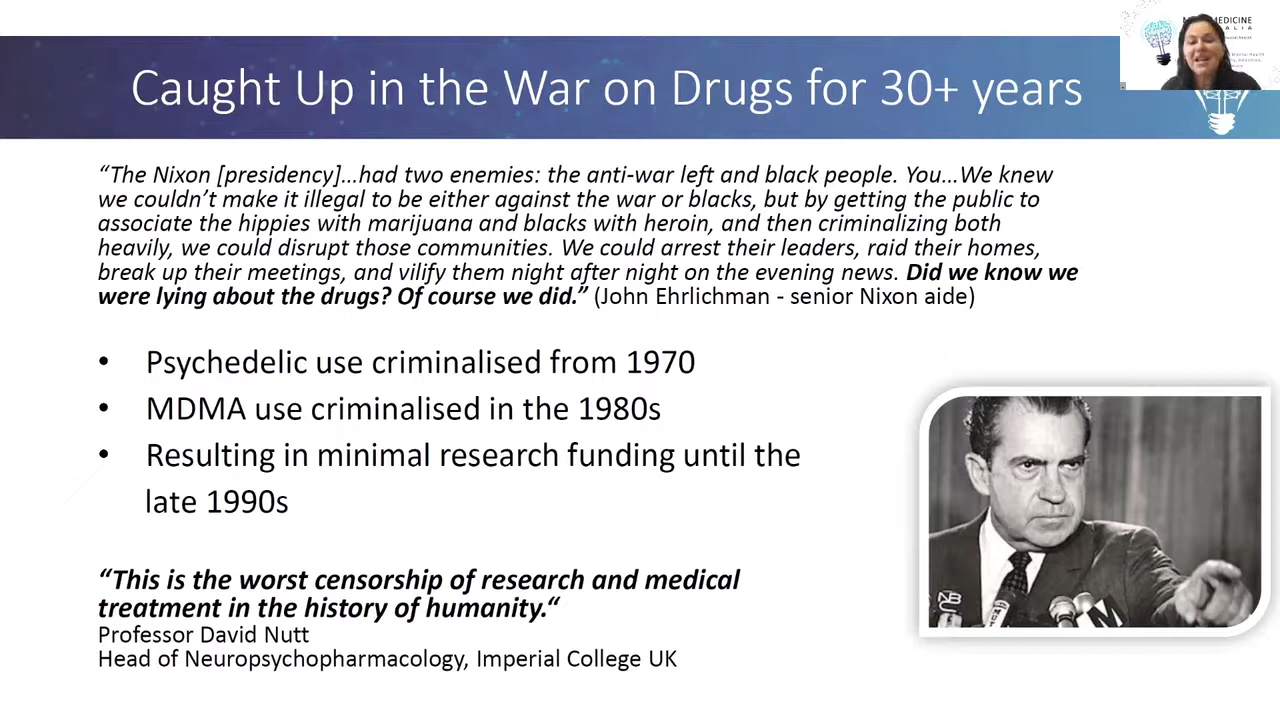 MEDICINE
Caught Up in the War on Drugs for 30+ years
“The Nixon [presidency]…had two enemies: the anti-war left and black people. You…We knew
we couldn’t make it illegal to be either against the war or blacks, but by getting the public to
associate the hippies with marijuana and blacks with heroin, and then criminalizing both
heavily, we could disrupt those communities. We could arrest their leaders, raid their homes,
break up their meetings, and vilify them night after night on the evening news. Did we know we
were lying about the drugs? Of course we did.” (John Ehrlichman - senior Nixon aide)
• Psychedelic use criminalised from 1970
• MDMA use criminalised in the 1980s
• Resulting in minimal research funding until the
late 1990s
“This is the worst censorship of research and medical
treatment in the history of humanity.“
Professor David Nutt
Head of Neuropsychopharmacology, Imperial College UK